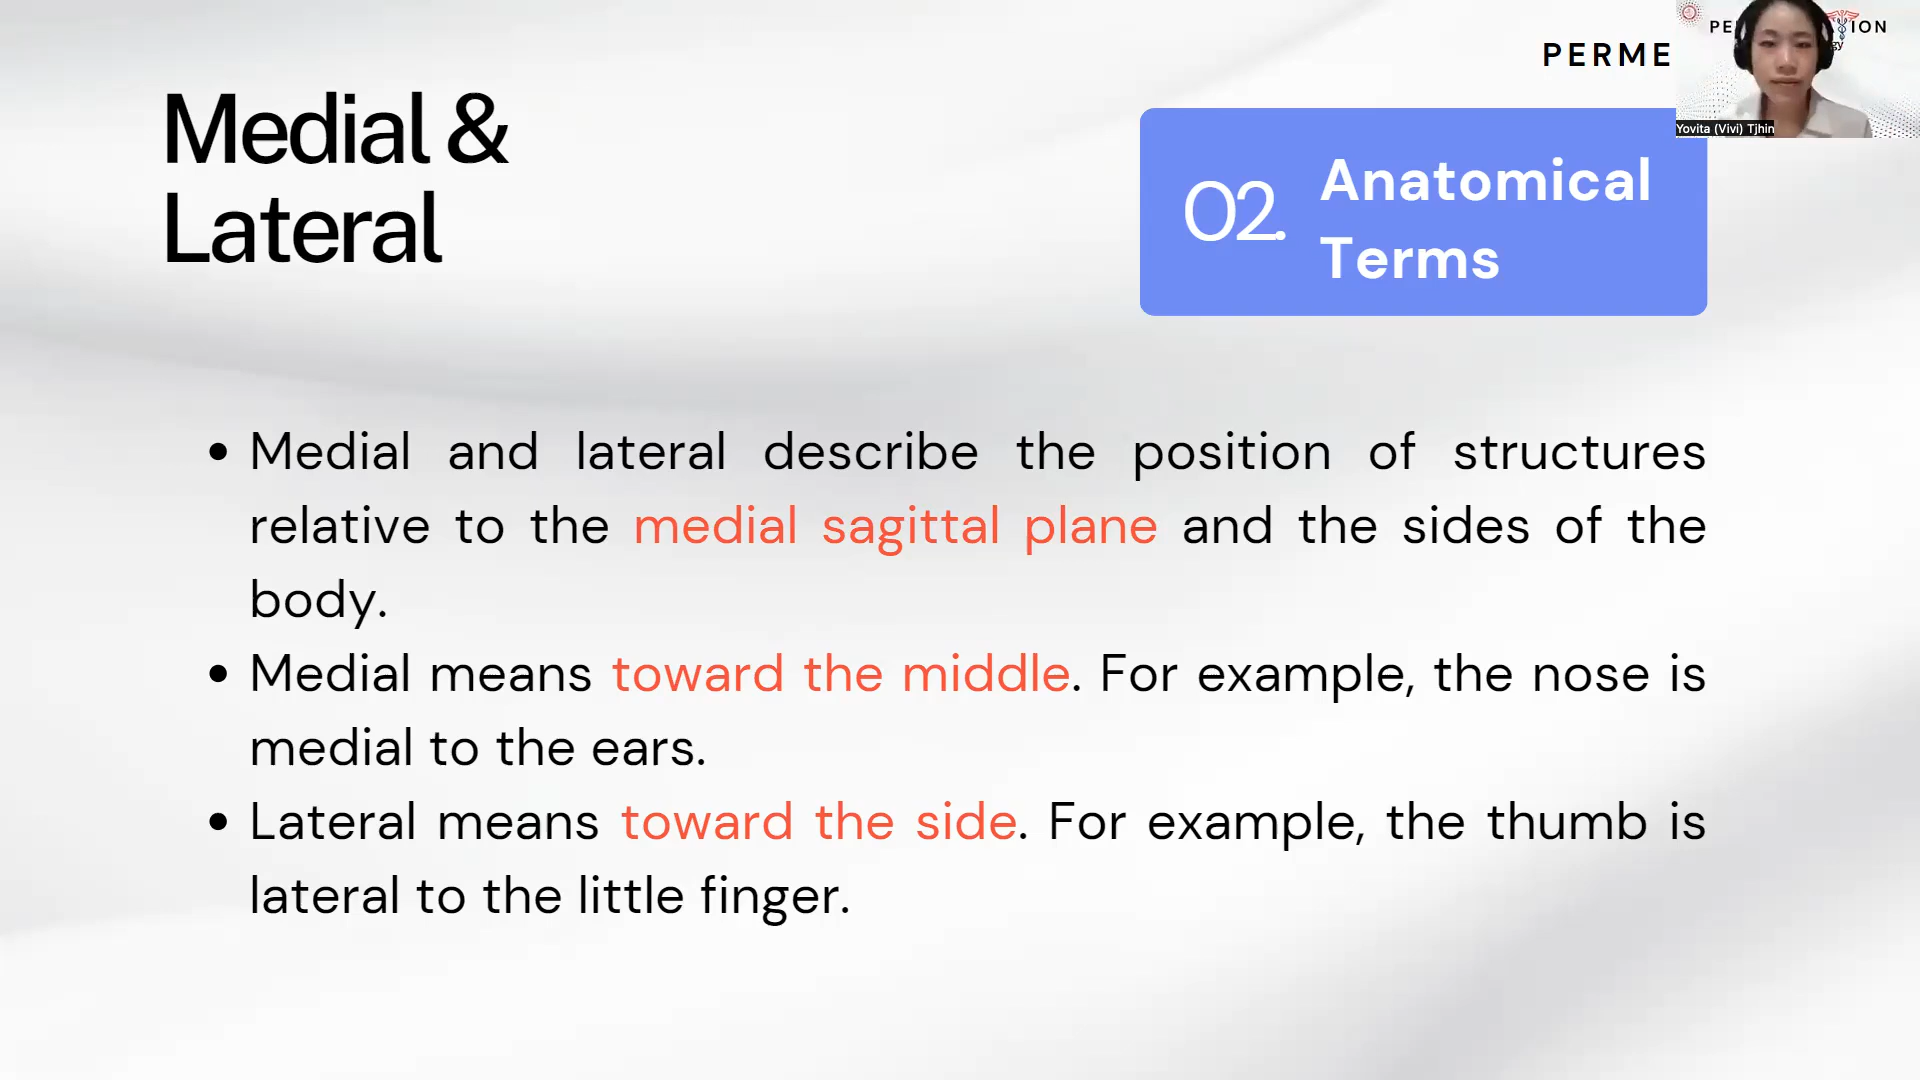 Medial &
Lateral
PERME
ION
Yovita (Vivi) Tjhin
02.
Anatomical
Terms
• Medial and lateral describe the position of structures
relative to the medial sagittal plane and the sides of the
body.
• Medial means toward the middle. For example, the nose is
medial to the ears.
• Lateral means toward the side. For example, the thumb is
lateral to the little finger.